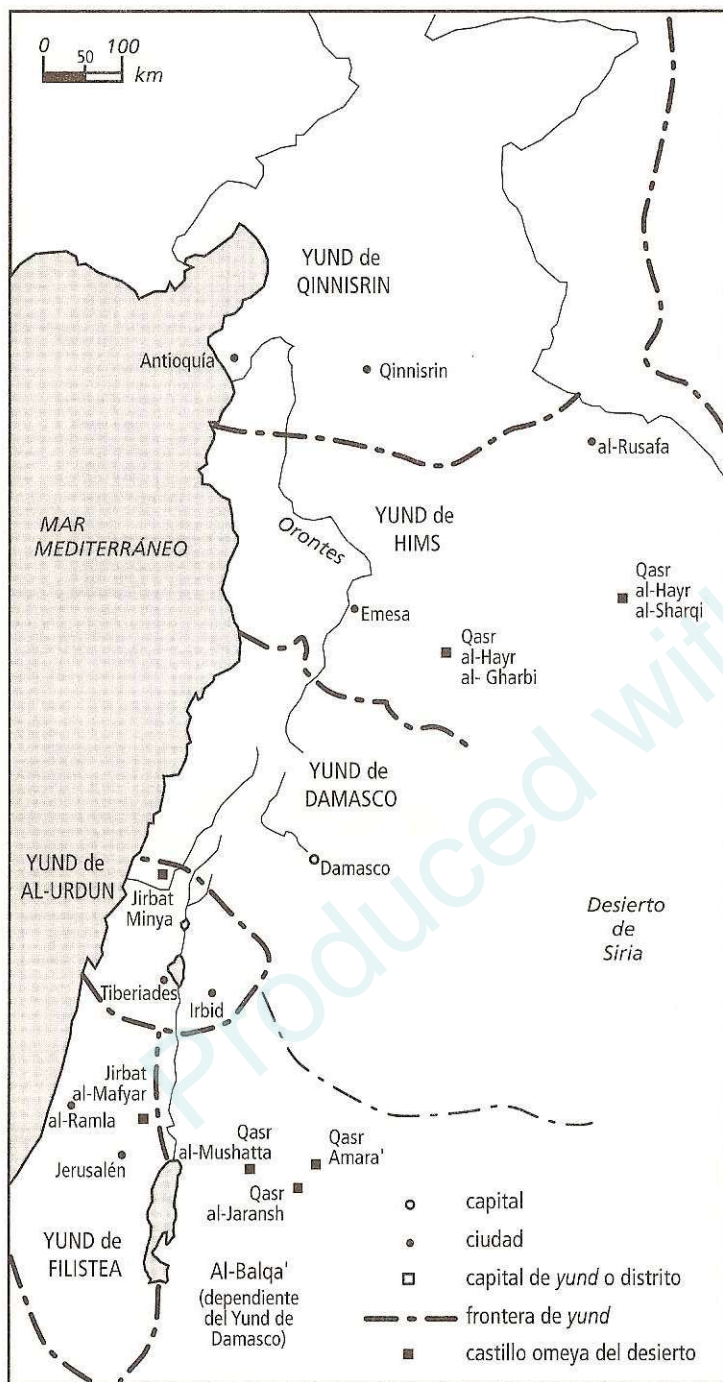 0 50 100
km
YUND de
QINNISRIN
Antioquía
Qinnisrin
al-Rusafa
MAR
MEDITERRÁNEO
Orontes
YUND de
HIMS
Qasr
al-Hayr
al-Sharqi
Emesa
Qasr
al-Hayr
al- Gharbi
YUND de
DAMASCO
Damasco
YUND de
AL-URDUN
Jirbat
Minya
Desierto
de
Siria
Tiberiades
Irbid
Jirbat
al-Mafyar
al-Ramla
Qasr
al-Mushatta
Qasr
Amara'
Jerusalén
Qasr
al-Jaransh
YUND de
FILISTEA
Al-Balqa'
(dependiente
del Yund de
Damasco)
capital
ciudad
capital de yund o distrito
frontera de yund
castillo omeya del desierto
Produced with